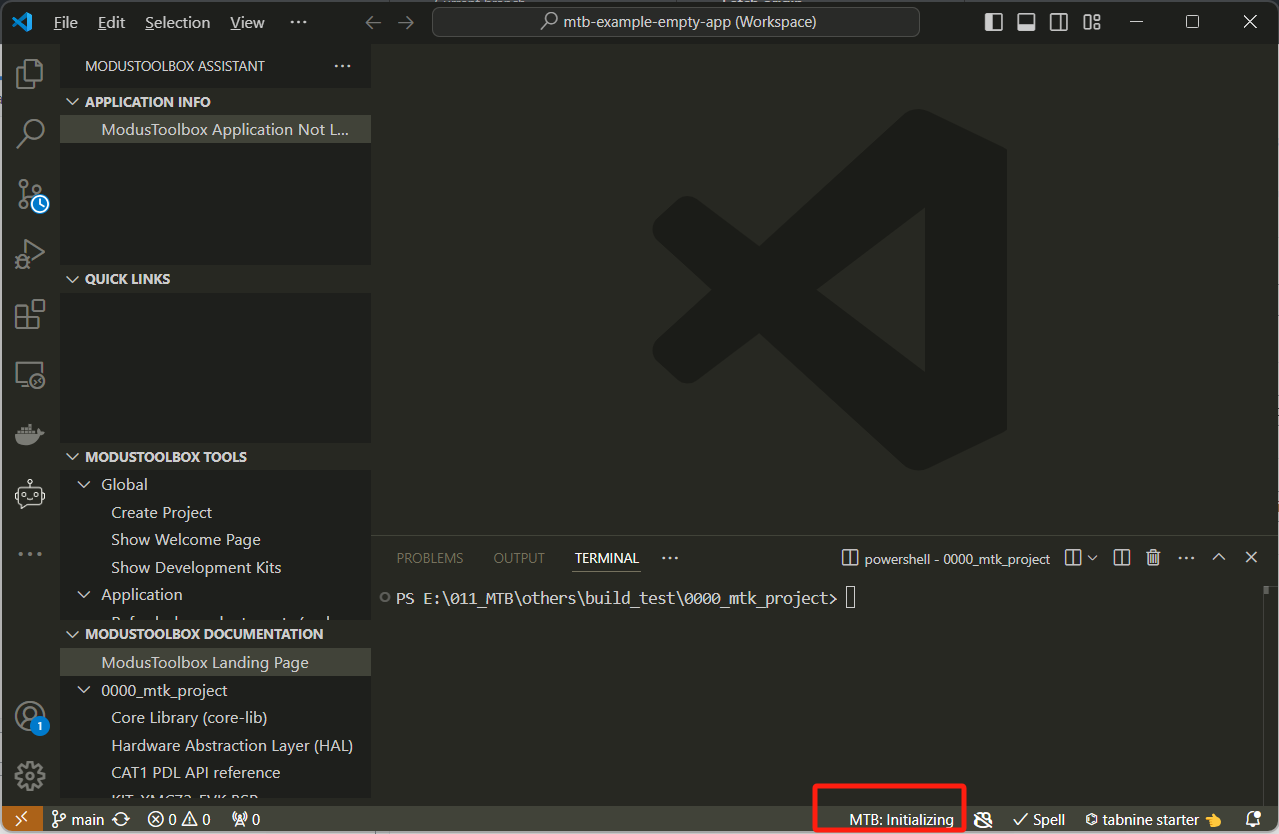 File Edit Selection View ··· mtb-example-empty-app (Workspace)
MODUSTOOLBOX ASSISTANT ···
APPLICATION INFO
ModusToolbox Application Not L...
QUICK LINKS
MODUSTOOLBOX TOOLS
Global
Create Project
Show Welcome Page
Show Development Kits
Application
MODUSTOOLBOX DOCUMENTATION
ModusToolbox Landing Page
0000_mtk_project
Core Library (core-lib)
Hardware Abstraction Layer (HAL)
CAT1 PDL API reference
PROBLEMS OUTPUT TERMINAL ··· powershell - 0000_mtk_project ···
PS E:\011_MTB\others\build_test\0000_mtk_project>
1
main 0 0 0 MTB: Initializing Spell tabnine starter